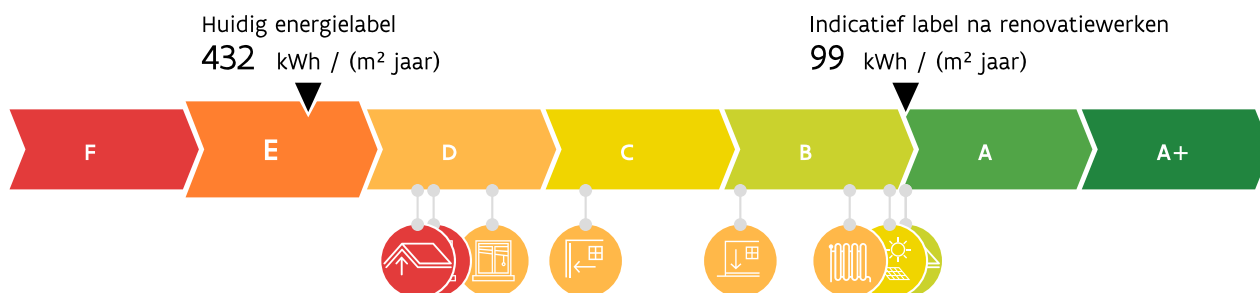 Huidig energielabel
432 kWh / (m² jaar)
Indicatief label na renovatiewerken
99 kWh / (m² jaar)
F E D C B A A+